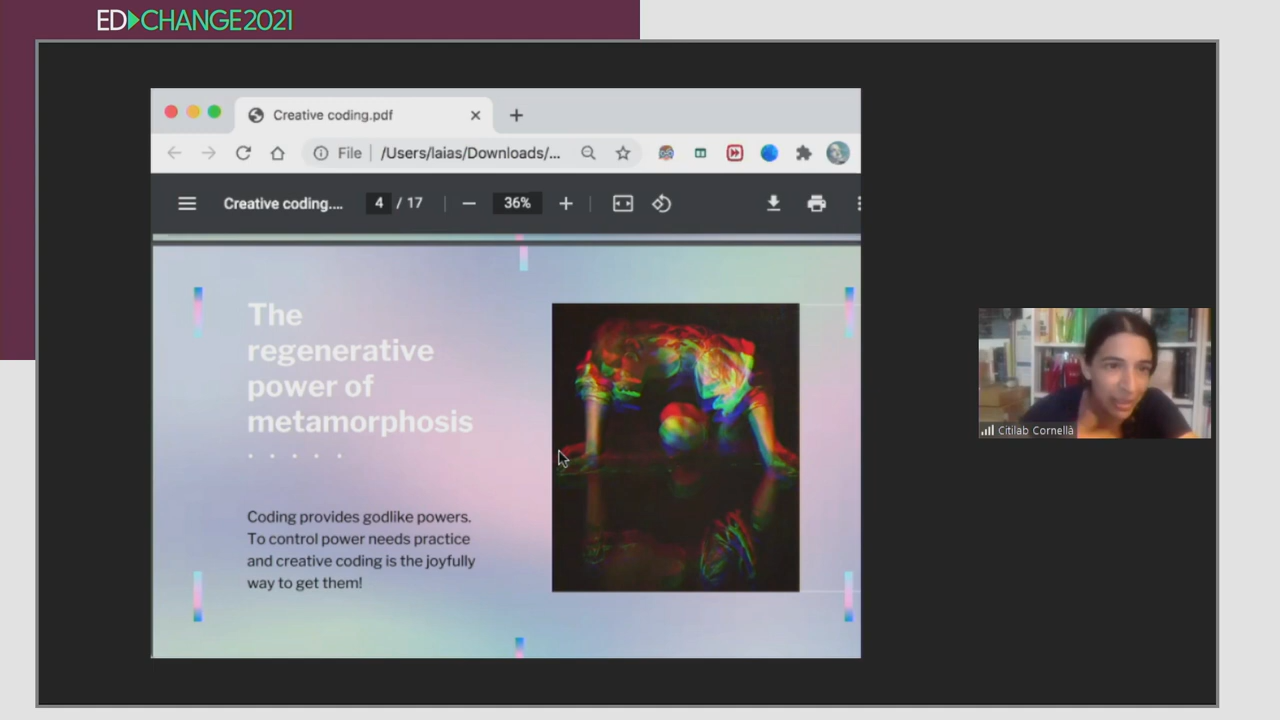 ED CHANGE2021
Creative coding.pdf
File /Users/laias/Downloads/...
Creative coding.... 4 / 17 36%
The
regenerative
power of
metamorphosis
Coding provides godlike powers.
To control power needs practice
and creative coding is the joyfully
way to get them!
Citilab Cornellà